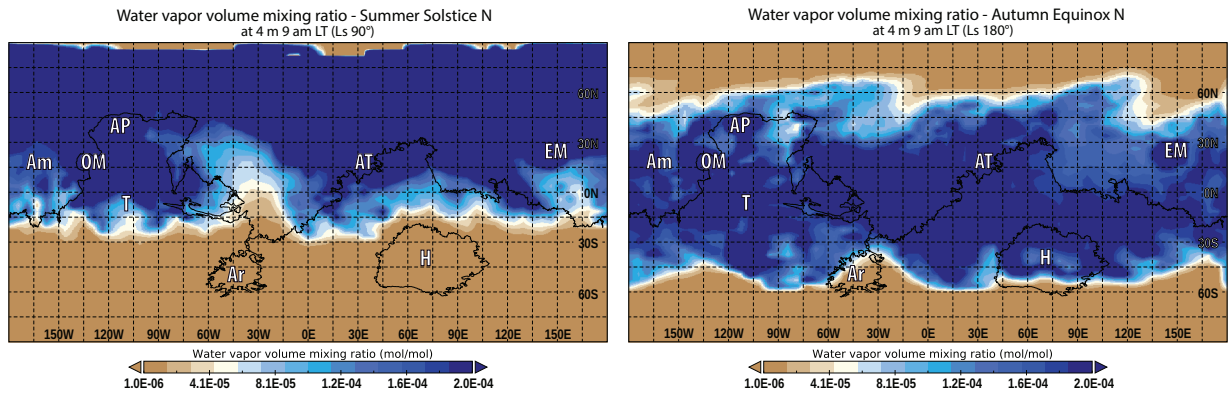 Water vapor volume mixing ratio - Summer Solstice N
at 4 m 9 am LT (Ls 90°)
60N
AP
30N
Am
OM
AT
EM
0N
T
30S
Ar
H
60S
150W 120W 90W 60W 30W 0E 30E 60E 90E 120E 150E
Water vapor volume mixing ratio (mol/mol)
1.0E-06 4.1E-05 8.1E-05 1.2E-04 1.6E-04 2.0E-04
Water vapor volume mixing ratio - Autumn Equinox N
at 4 m 9 am LT (Ls 180°)
60N
AP
30N
Am
OM
AT
EM
0N
T
30S
Ar
H
60S
150W 120W 90W 60W 30W 0E 30E 60E 90E 120E 150E
Water vapor volume mixing ratio (mol/mol)
1.0E-06 4.1E-05 8.1E-05 1.2E-04 1.6E-04 2.0E-04